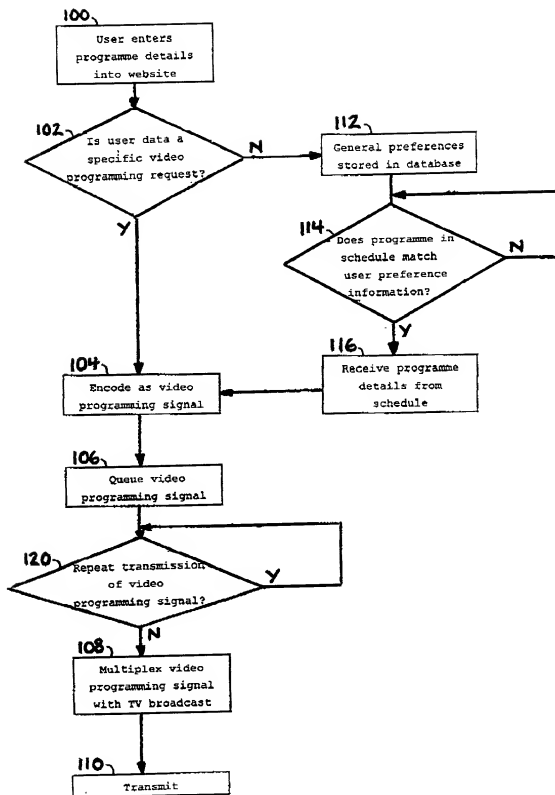 100
User enters
programme details
into website
102
Is user data a
specific video
programming request?
N
Y
112
General preferences
stored in database
114
Does programme in
schedule match
user preference
information?
N
Y
116
Receive programme
details from
schedule
104
Encode as video
programming signal
106
Queue video
programming signal
120
Repeat transmission
of video
programming signal?
Y
N
108
Multiplex video
programming signal
with TV broadcast
110
Transmit